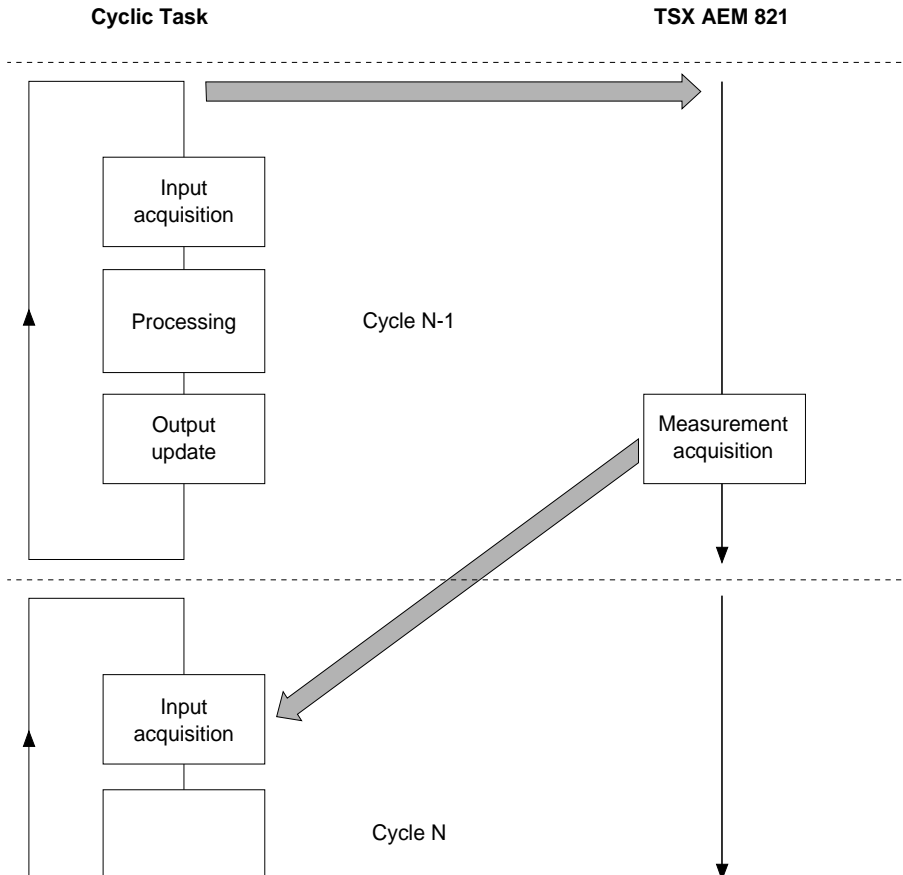 Cyclic Task
TSX AEM 821
Input
acquisition
Processing
Cycle N-1
Output
update
Measurement
acquisition
Input
acquisition
Cycle N